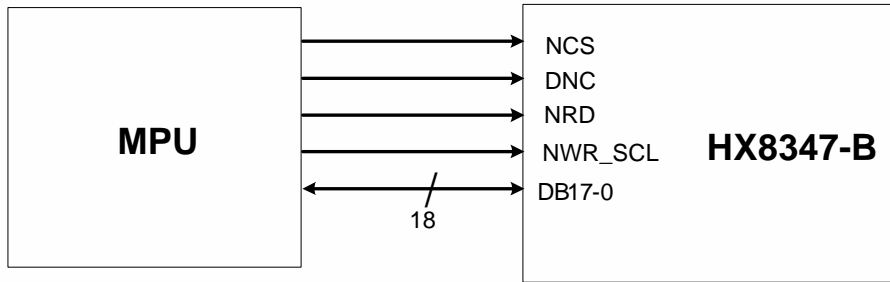 MPU
NCS
DNC
NRD
NWR_SCL
DB17-0
18
HX8347-B